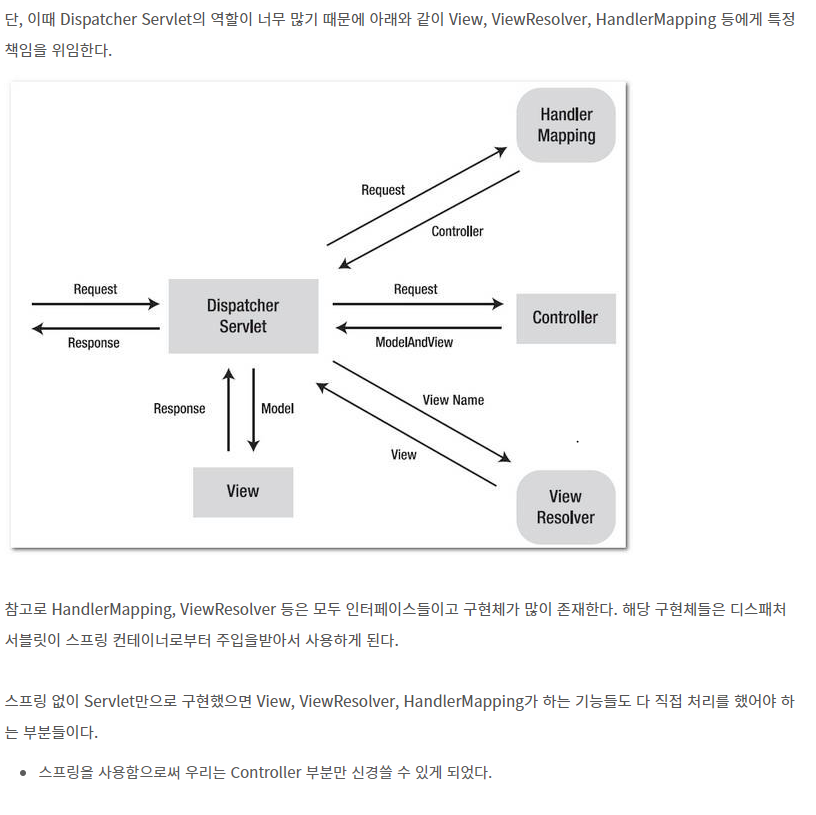 단, 이때 Dispatcher Servlet의 역할이 너무 많기 때문에 아래와 같이 View, ViewResolver, HandlerMapping 등에게 특정
책임을 위임한다.
Handler
Mapping
Request
Controller
Request
Response
Dispatcher
Servlet
Request
ModelAndView
Controller
Response
Model
View Name
View
View
View
Resolver
참고로 HandlerMapping, ViewResolver 등은 모두 인터페이스들이고 구현체가 많이 존재한다. 해당 구현체들은 디스패처
서블릿이 스프링 컨테이너로부터 주입을받아서 사용하게 된다.
스프링 없이 Servlet만으로 구현했으면 View, ViewResolver, HandlerMapping가 하는 기능들도 다 직접 처리를 했어야 하
는 부분들이다.
• 스프링을 사용함으로써 우리는 Controller 부분만 신경쓸 수 있게 되었다.